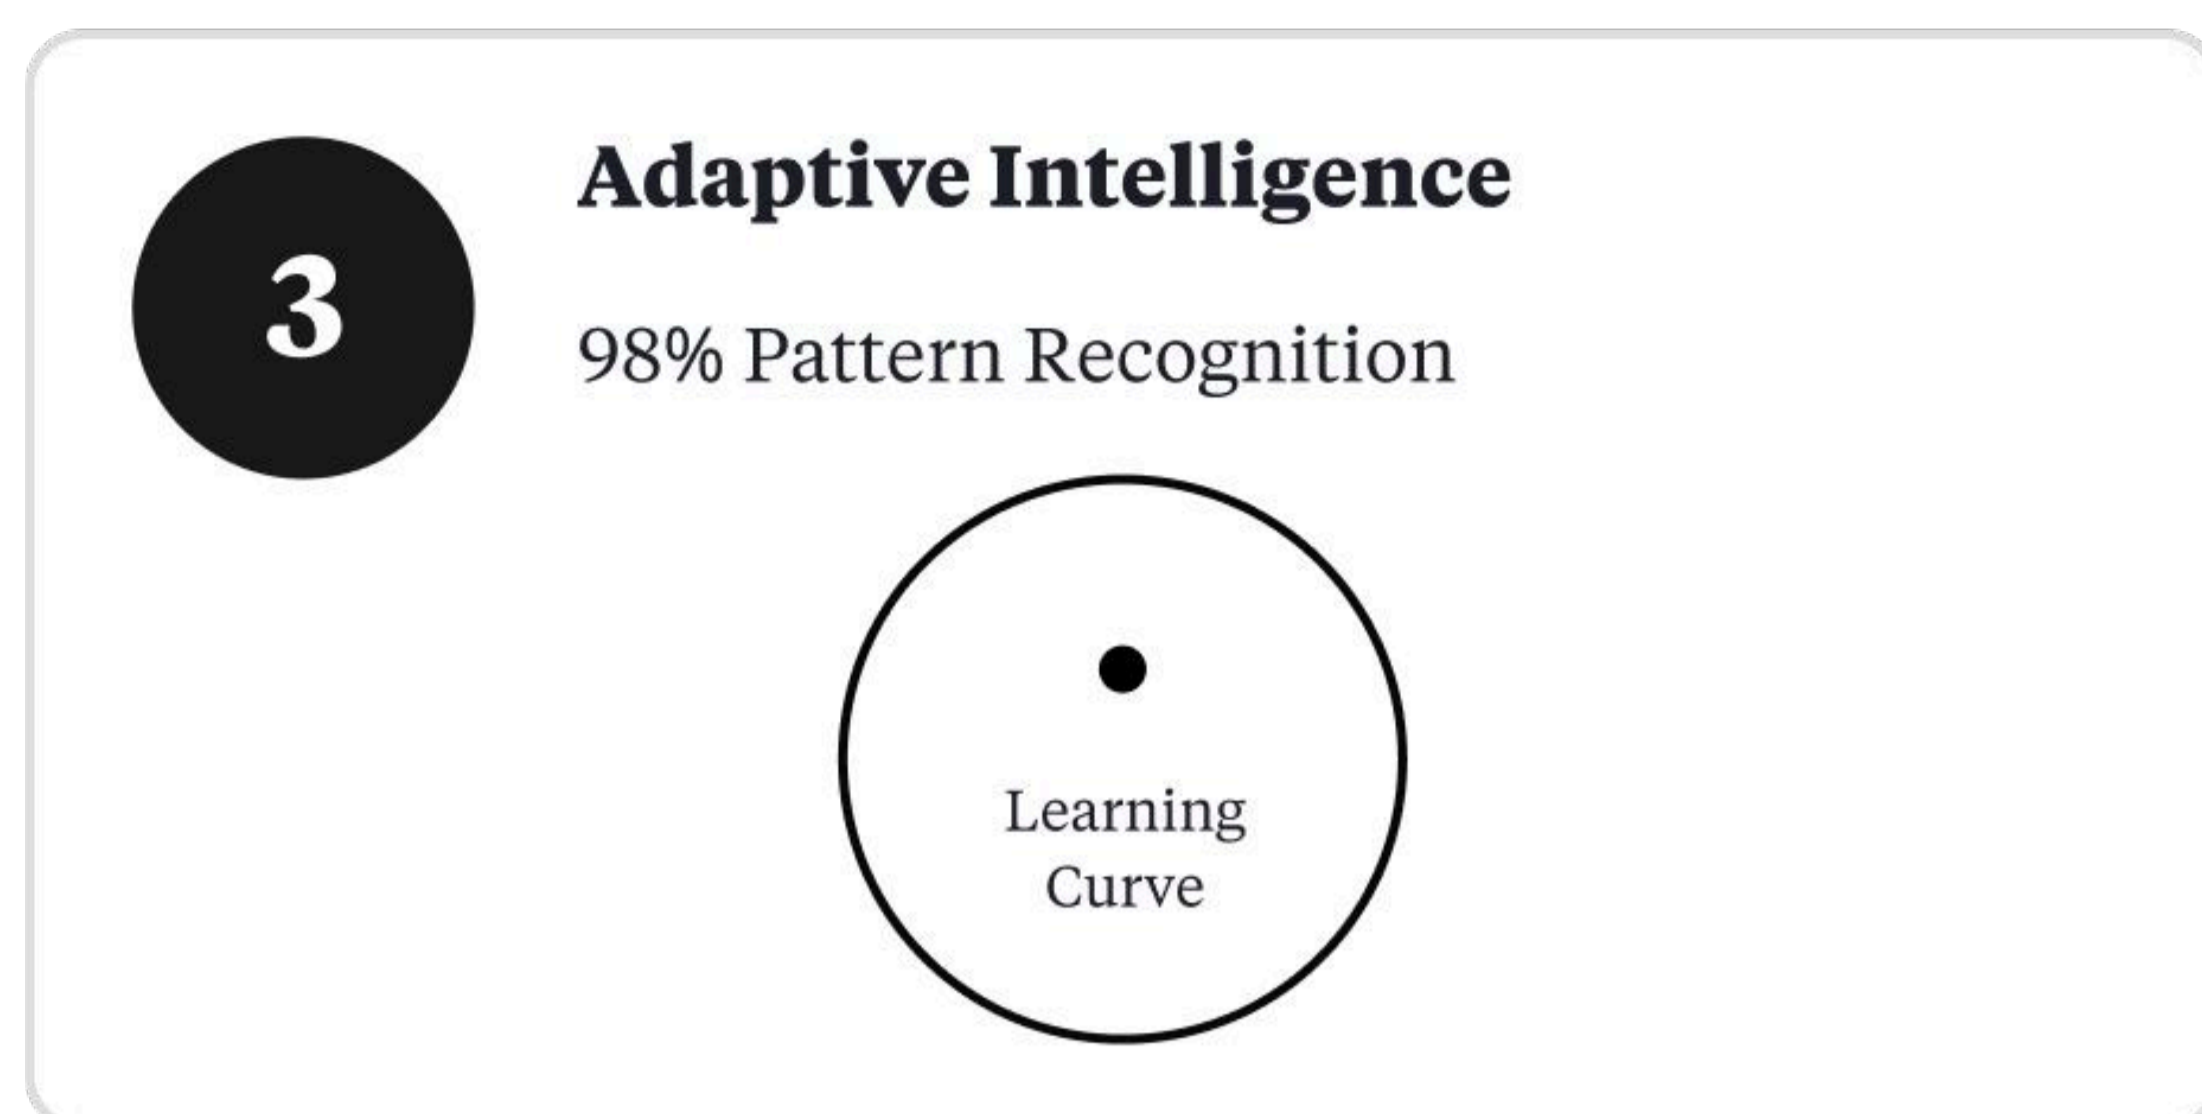 3
Adaptive Intelligence
98% Pattern Recognition
Learning
Curve